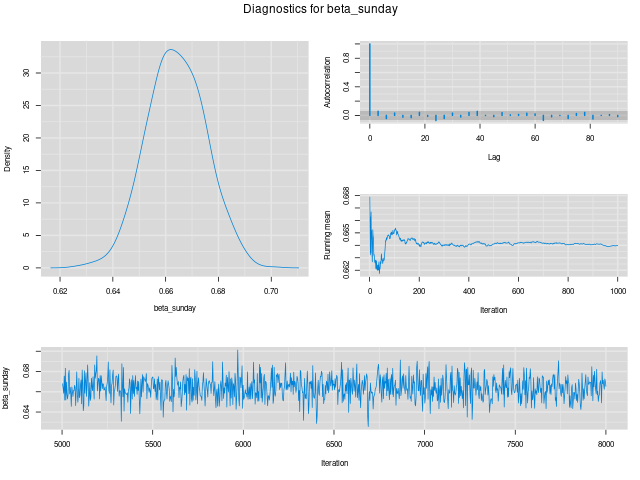 Diagnostics for beta_sunday
Density
0 5 10 15 20 25 30
0.62 0.64 0.66 0.68 0.70
beta_sunday
Autocorrelation
0.0 0.4 0.8
0 20 40 60 80
Lag
Running mean
0.662 0.665 0.668
0 200 400 600 800 1000
Iteration
beta_sunday
0.64 0.68
5000 5500 6000 6500 7000 7500 8000
Iteration